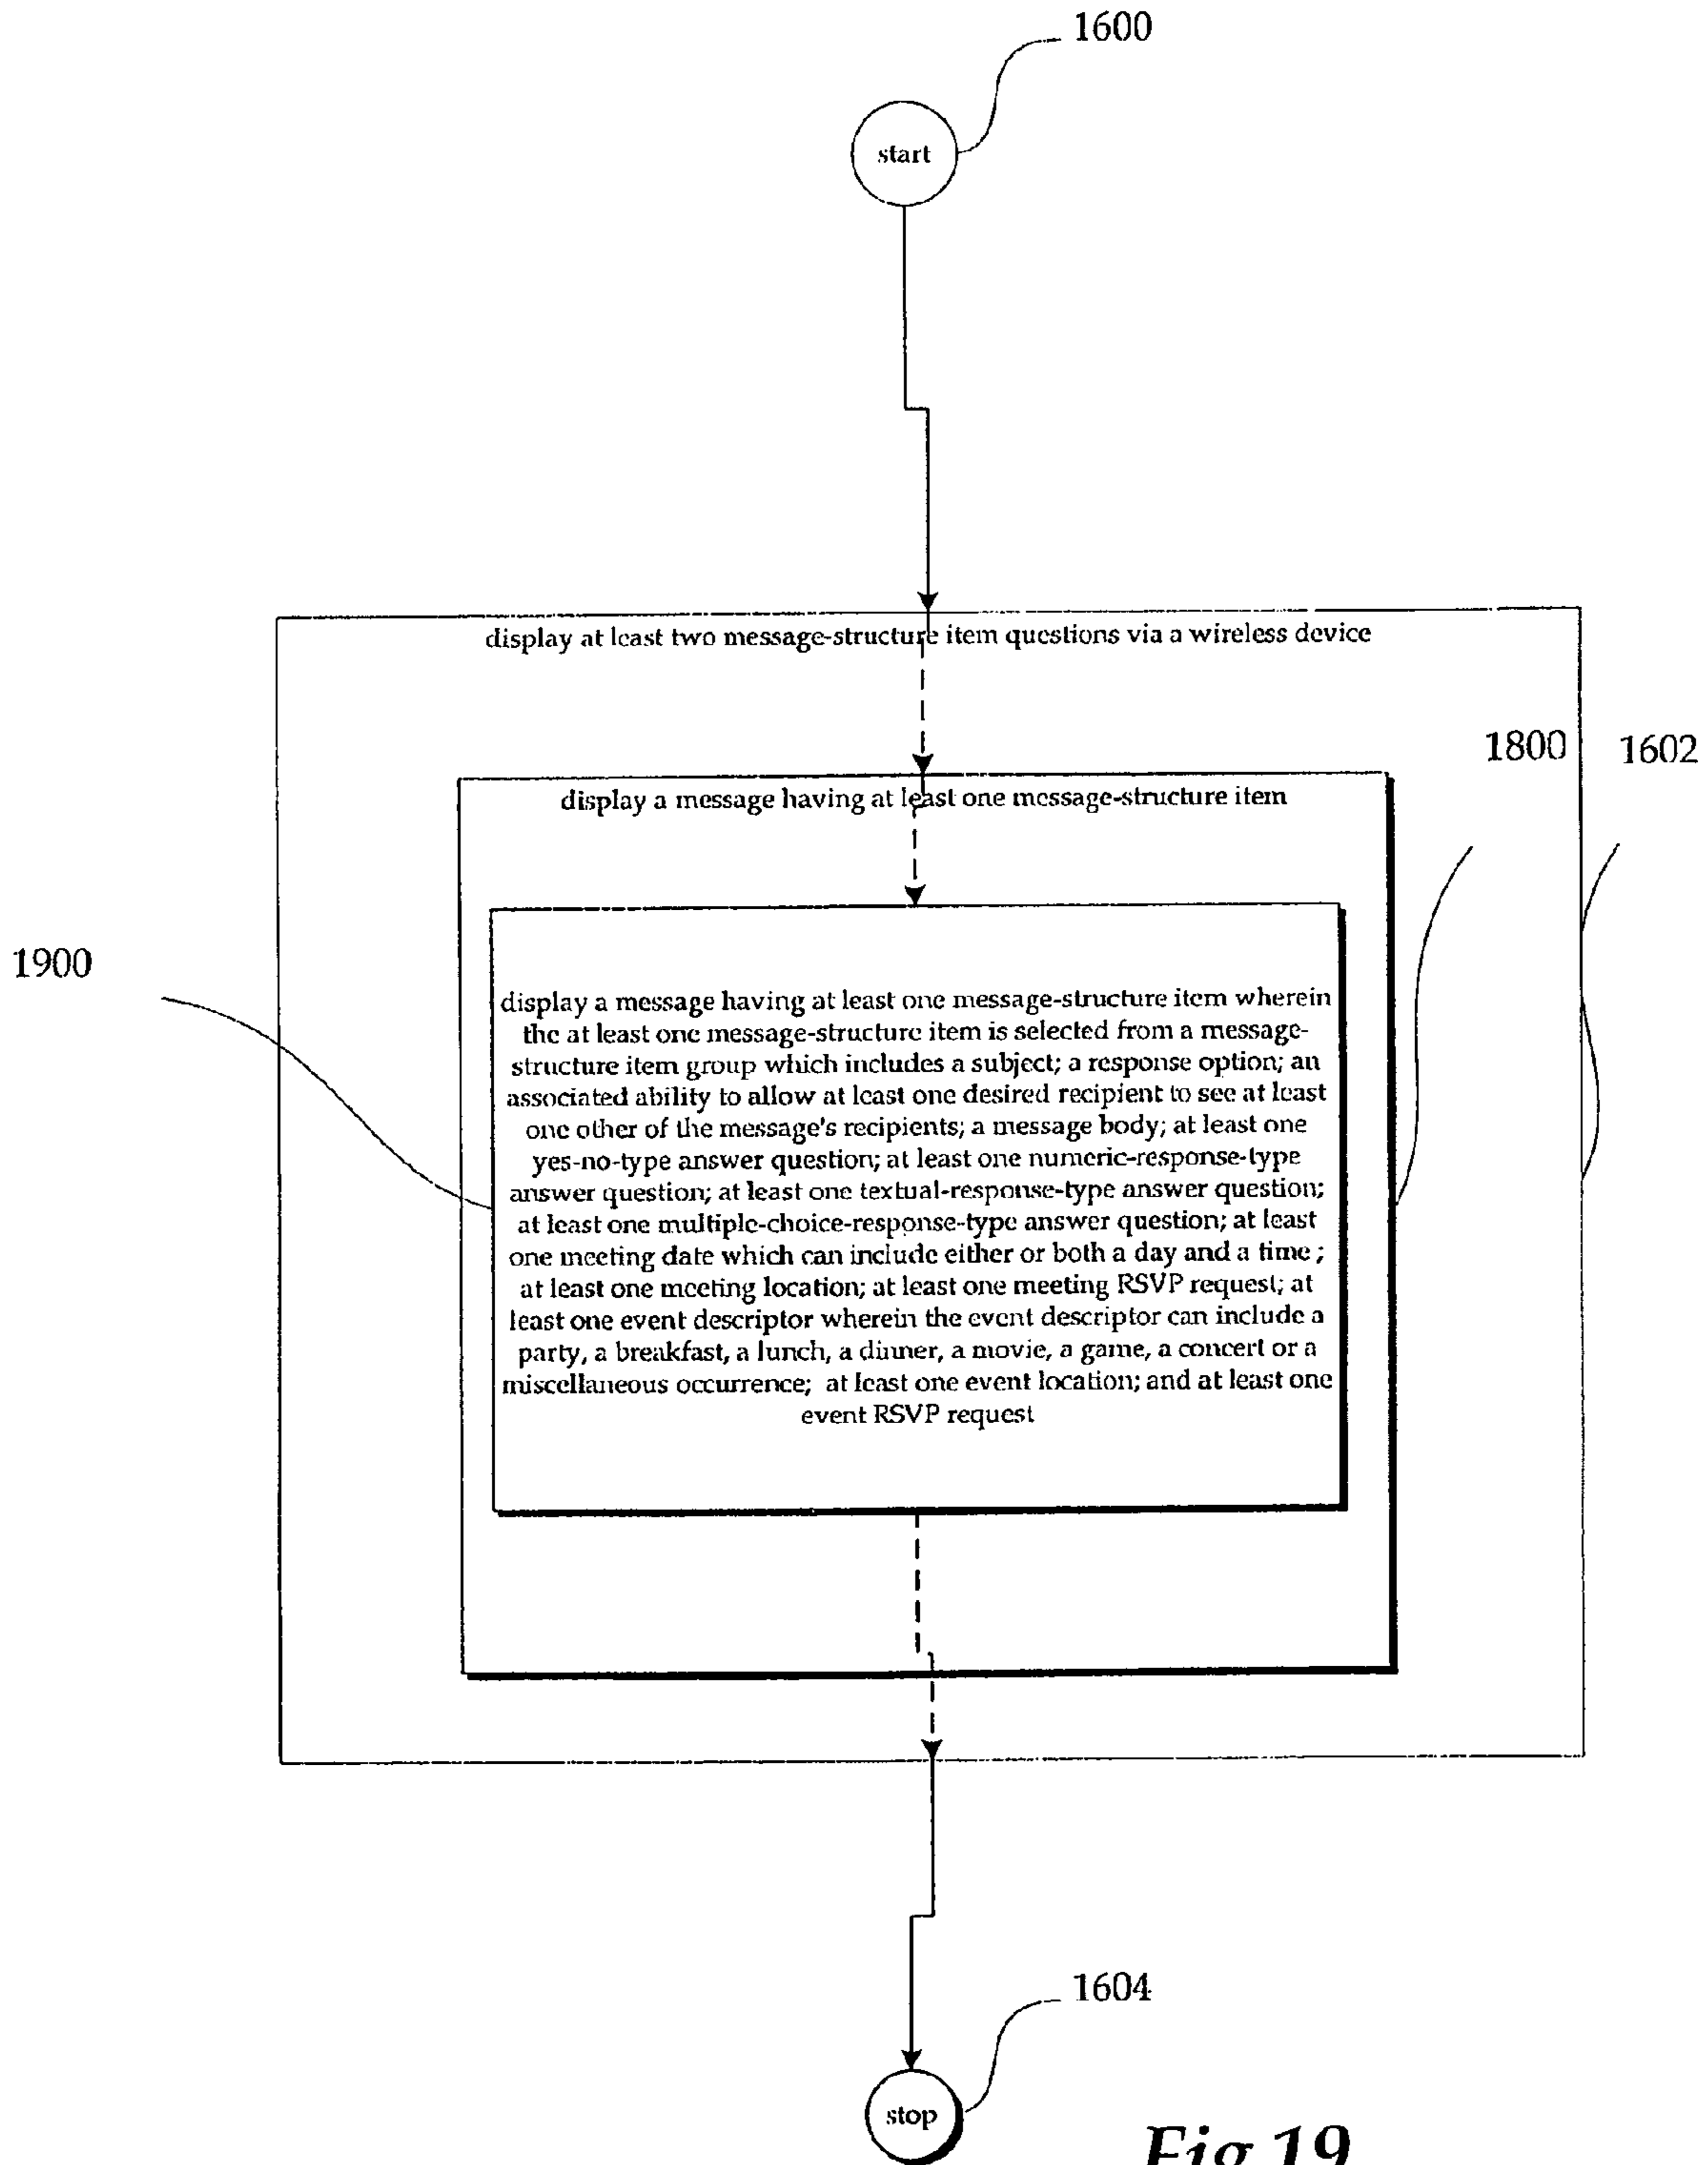 1600
start
display at least two message-structure item questions via a wireless device
1800 1602
display a message having at least one message-structure item
1900
display a message having at least one message-structure item wherein
the at least one message-structure item is selected from a message-
structure item group which includes a subject; a response option; an
associated ability to allow at least one desired recipient to see at least
one other of the message's recipients; a message body; at least one
yes-no-type answer question; at least one numeric-response-type
answer question; at least one textual-response-type answer question;
at least one multiple-choice-response-type answer question; at least
one meeting date which can include either or both a day and a time ;
at least one meeting location; at least one meeting RSVP request; at
least one event descriptor wherein the event descriptor can include a
party, a breakfast, a lunch, a dinner, a movie, a game, a concert or a
miscellaneous occurrence; at least one event location; and at least one
event RSVP request
1604
stop
Fig 19